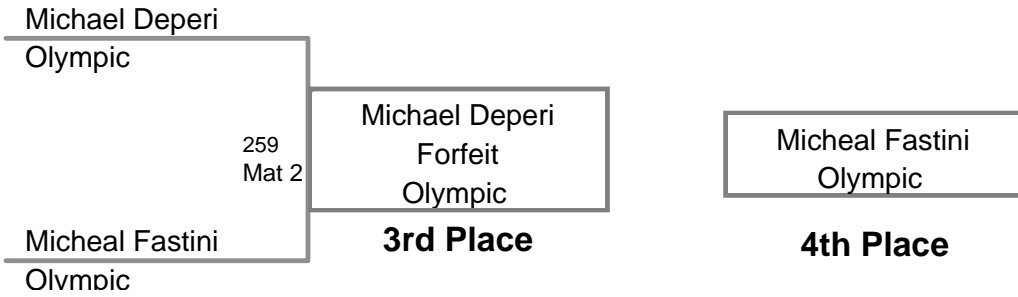 Michael Deperi
Olympic
259
Mat 2
Michael Deperi
Forfeit
Olympic
3rd Place
Micheal Fastini
Olympic
4th Place
Micheal Fastini
Olympic